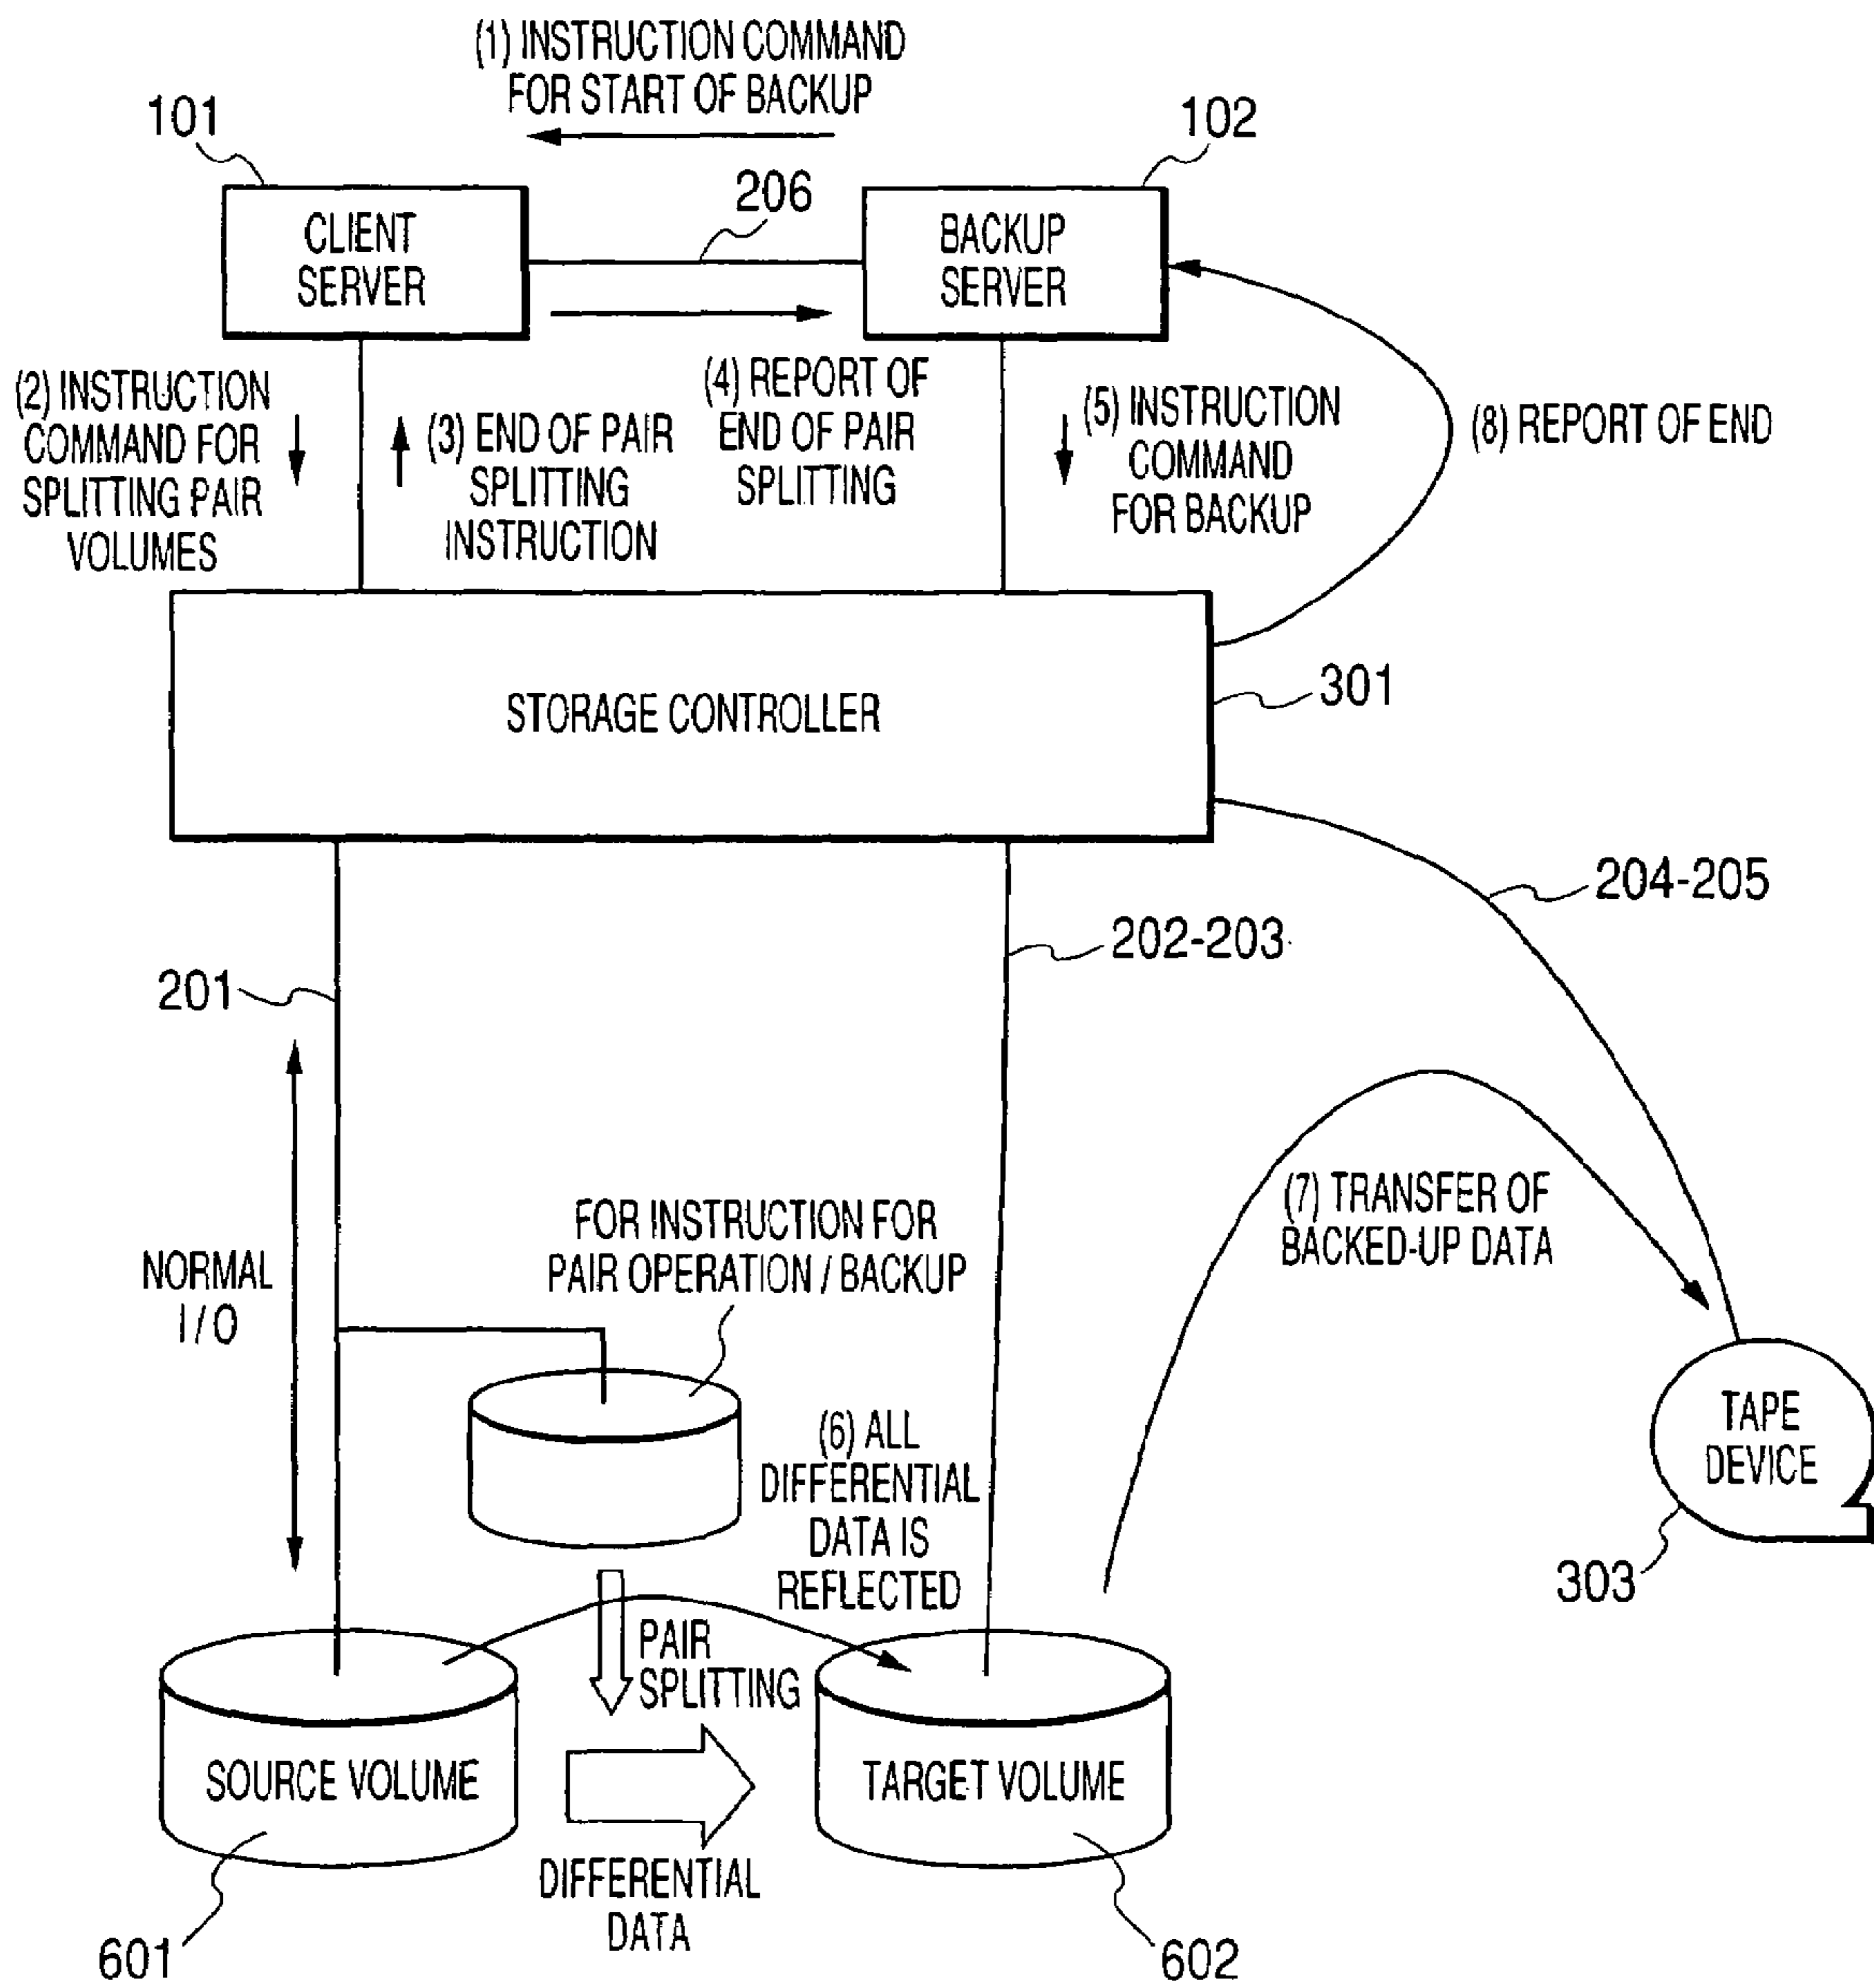 (1) INSTRUCTION COMMAND
FOR START OF BACKUP
101
102
206
CLIENT
SERVER
BACKUP
SERVER
(2) INSTRUCTION
COMMAND FOR
SPLITTING PAIR
VOLUMES
(3) END OF PAIR
SPLITTING
INSTRUCTION
(4) REPORT OF
END OF PAIR
SPLITTING
(5) INSTRUCTION
COMMAND
FOR BACKUP
(8) REPORT OF END
STORAGE CONTROLLER
301
204-205
202-203
201
NORMAL
I/O
FOR INSTRUCTION FOR
PAIR OPERATION / BACKUP
(7) TRANSFER OF
BACKED-UP DATA
(6) ALL
DIFFERENTIAL
DATA IS
REFLECTED
TAPE
DEVICE
303
PAIR
SPLITTING
SOURCE VOLUME
TARGET VOLUME
DIFFERENTIAL
DATA
601
602